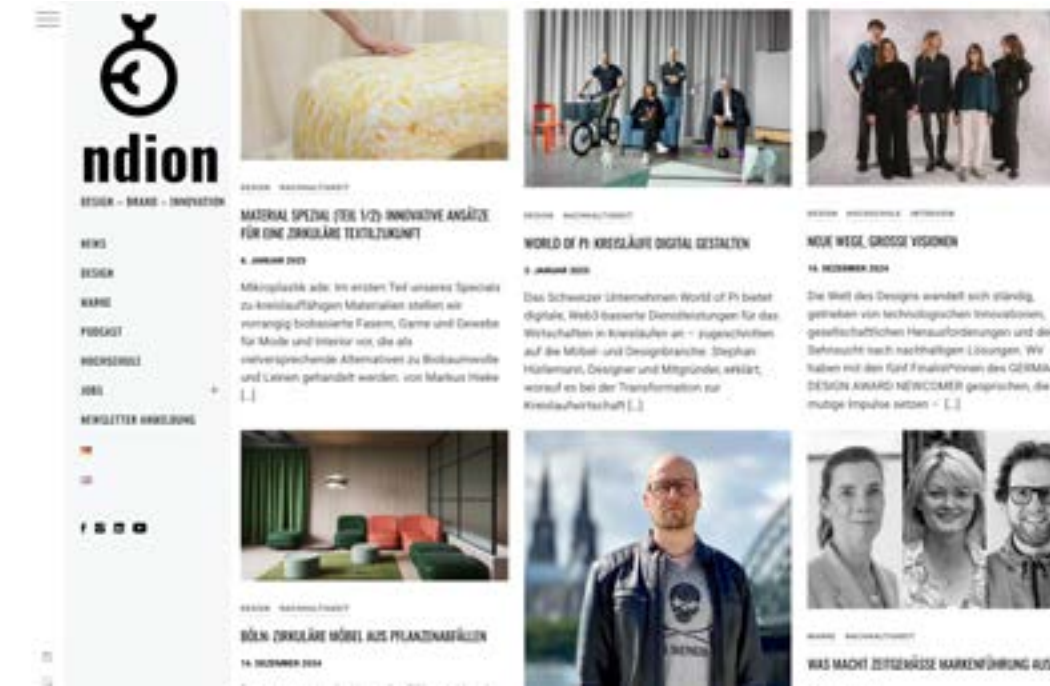 ndion
DESIGN – BRAND – INNOVATION
NEWS
DESIGN
MARKE
PODCAST
HOCHSCHULE
JOBS +
NEWSLETTER ANMELDUNG
DESIGN NACHHALTIGKEIT
MATERIAL SPEZIAL (TEIL 1/2): INNOVATIVE ANSÄTZE
FÜR EINE ZIRKULÄRE TEXTILZUKUNFT
6. JANUAR 2025
Mikroplastik ade: Im ersten Teil unseres Specials
zu kreislauffähigen Materialien stellen wir
vorrangig biobasierte Fasern, Garne und Gewebe
für Mode und Interior vor, die als
vielversprechende Alternativen zu Biobaumwolle
und Leinen gehandelt werden. von Markus Hieke
[...]
DESIGN NACHHALTIGKEIT
WORLD OF PI: KREISLÄUFE DIGITAL GESTALTEN
JANUAR 2025
Das Schweizer Unternehmen World of Pi bietet
digitale, Web3-basierte Dienstleistungen für das
Wirtschaften in Kreisläufen an – zugeschnitten
auf die Möbel- und Designbranche. Stephan
Hürlemann, Designer und Mitgründer, erklärt,
worauf es bei der Transformation zur
Kreislaufwirtschaft [...]
DESIGN HOCHSCHULE INTERVIEW
NEUE WEGE, GROSSE VISIONEN
16. DEZEMBER 2024
Die Welt des Designs wandelt sich ständig,
getrieben von technologischen Innovationen,
gesellschaftlichen Herausforderungen und der
Sehnsucht nach nachhaltigen Lösungen. Wir
haben mit den fünf Finalist*innen des GERMA
DESIGN AWARD NEWCOMER gesprochen, die
mutige Impulse setzen – [...]
DESIGN NACHHALTIGKEIT
BÖLN: ZIRKULÄRE MÖBEL AUS PFLANZENABFÄLLEN
16. DEZEMBER 2024
MARKE NACHHALTIGKEIT
WAS MACHT ZEITGEMÄSSE MARKENFÜHRUNG AUS